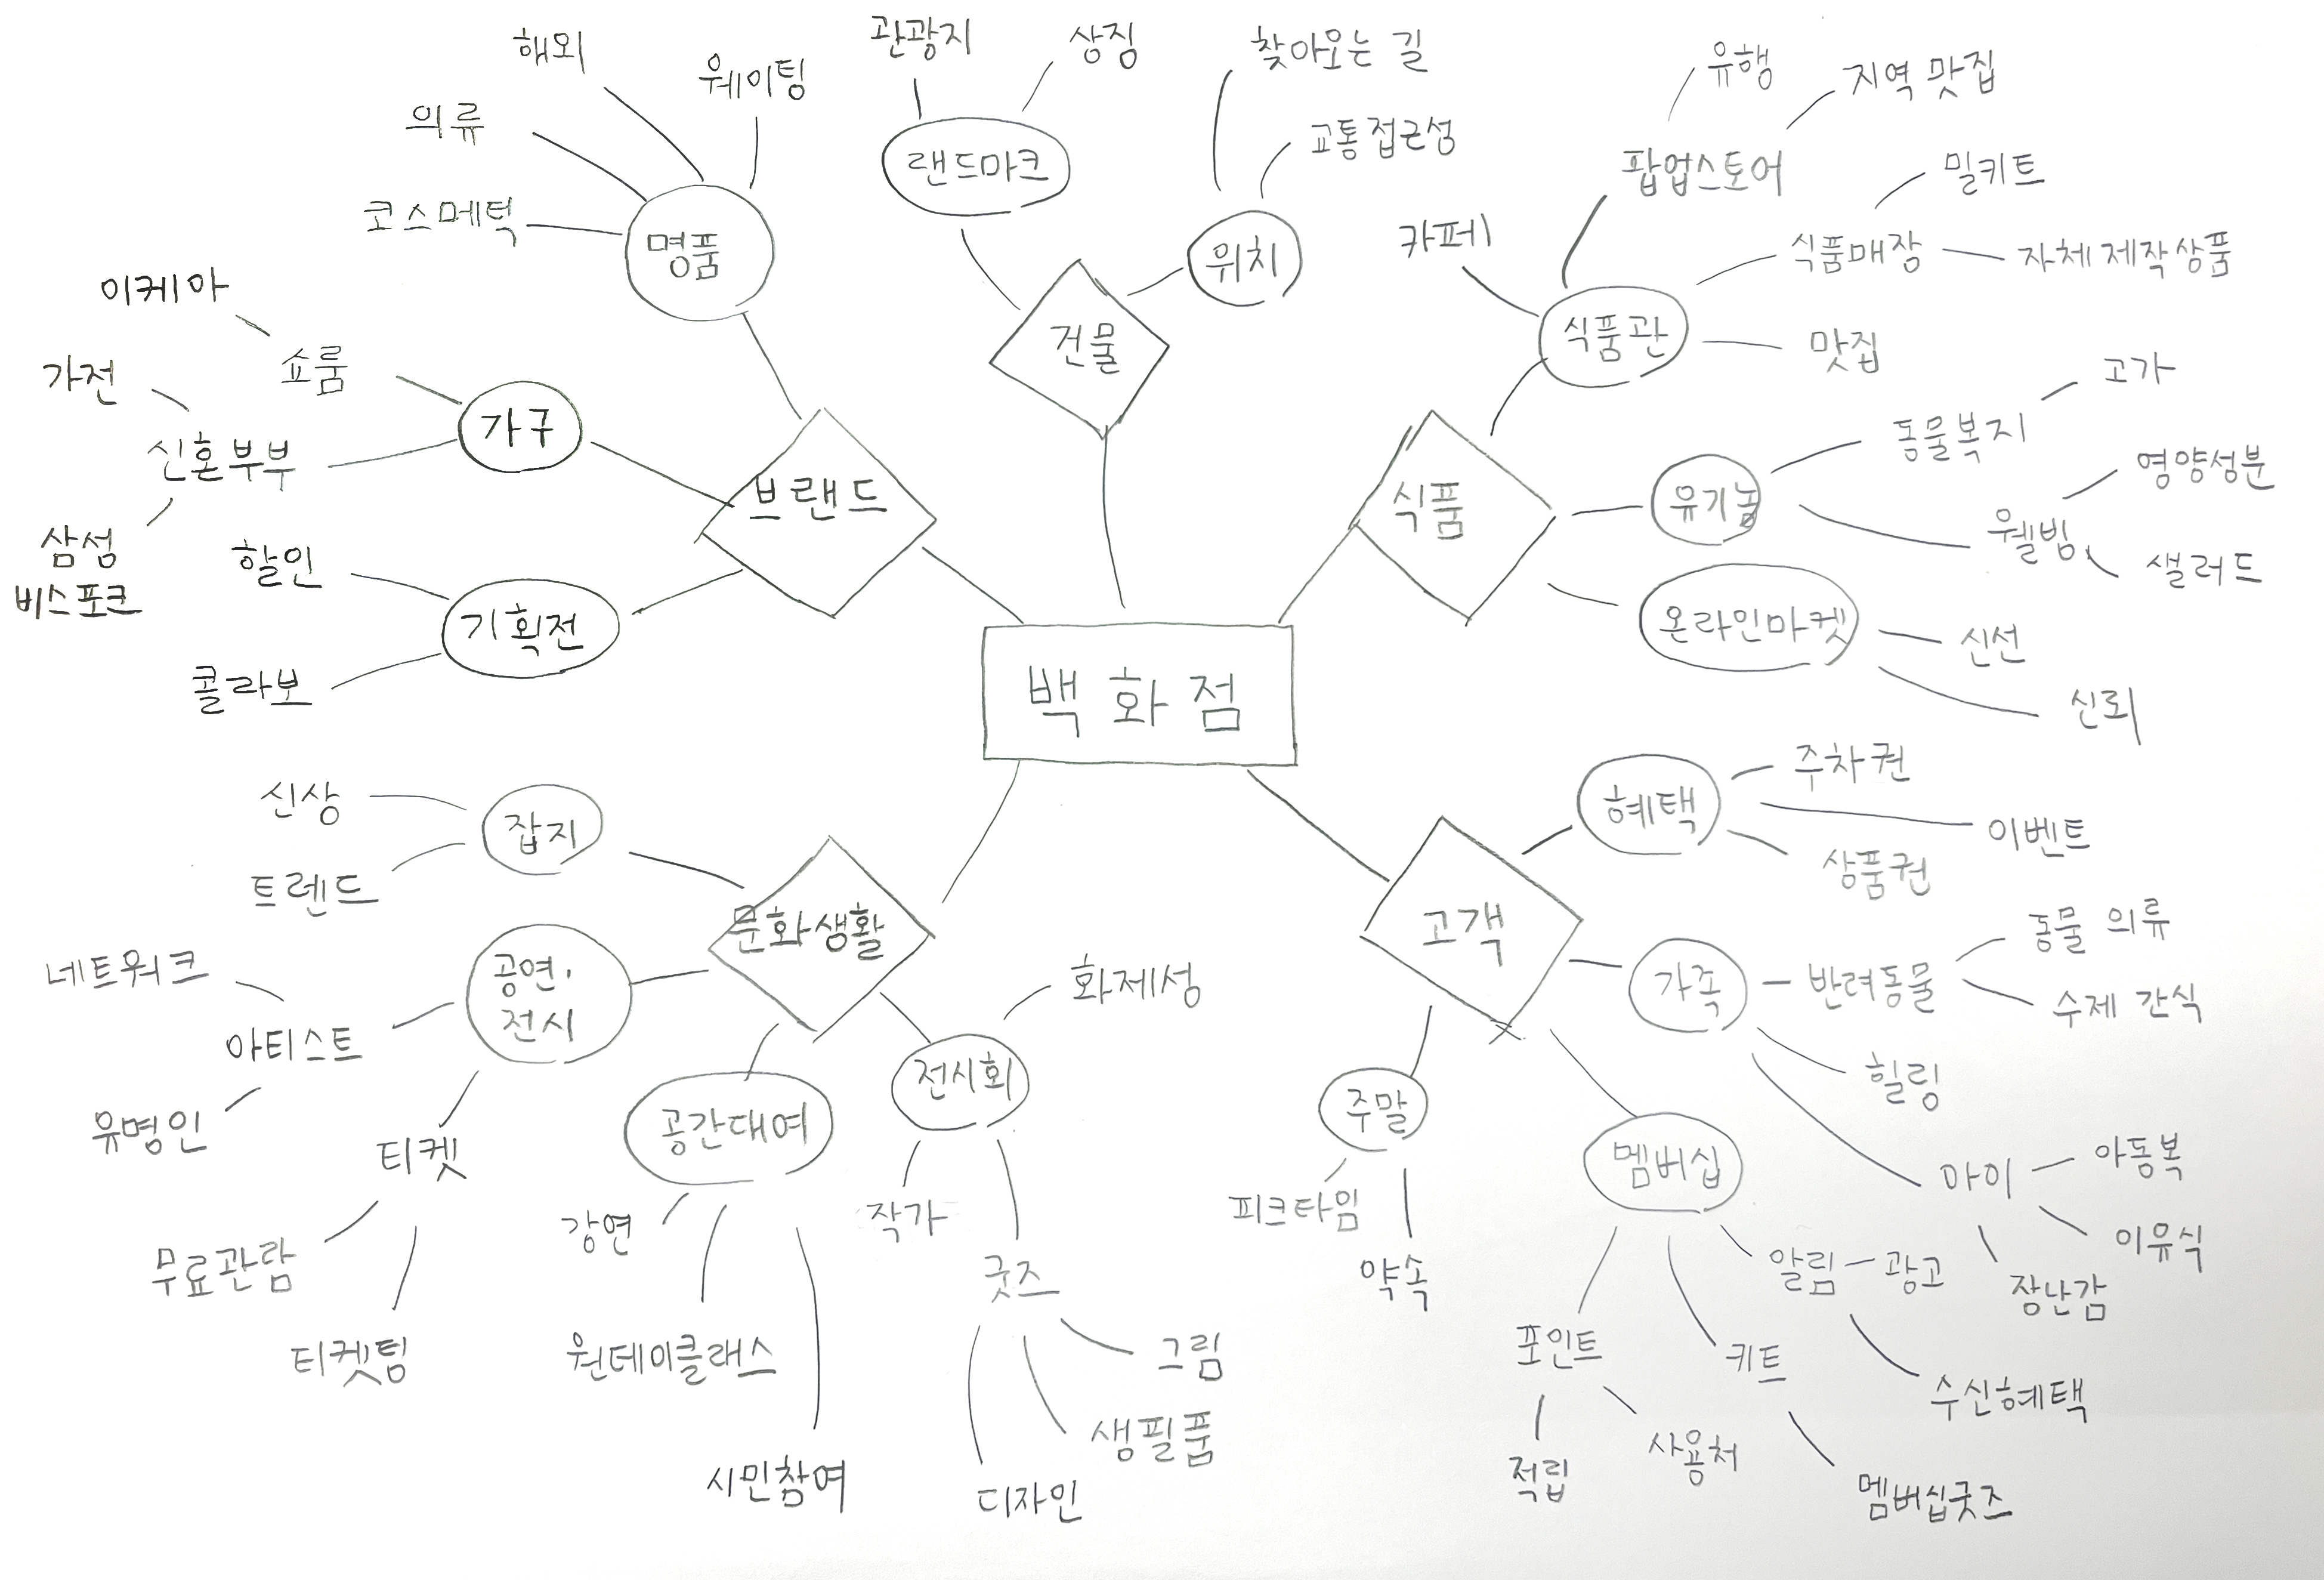 백화점
건물
랜드마크
관광지
상징
위치
찾아오는 길
교통접근성
브랜드
명품
코스메틱
의류
해외
웨이팅
가구
쇼룸
이케아
신혼부부
가전
삼성
비스포크
기획전
할인
콜라보
식품
식품관
카페
팝업스토어
유행
지역 맛집
식품매장
밀키트
자체 제작상품
맛집
유기농
동물복지
고가
웰빙
영양성분
샐러드
온라인마켓
신선
신뢰
고객
혜택
주차권
이벤트
상품권
가족
반려동물
동물 의류
수제 간식
힐링
아이
아동복
이유식
장난감
멤버십
알림
광고
수신혜택
키트
멤버십굿즈
포인트
적립
사용처
주말
피크타임
약속
문화생활
잡지
신상
트렌드
공연.
전시
아티스트
네트워크
유명인
티켓
무료관람
티켓팅
공간대여
강연
원데이클래스
시민참여
전시회
화제성
작가
굿즈
그림
생필품
디자인